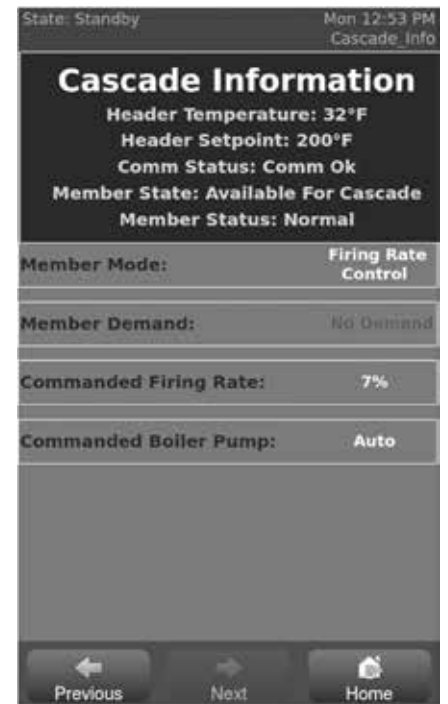 State: Standby
Mon 12:53 PM
Cascade_Info
Cascade Information
Header Temperature: 32°F
Header Setpoint: 200°F
Comm Status: Comm Ok
Member State: Available For Cascade
Member Status: Normal
Member Mode:
Firing Rate
Control
Member Demand:
No Demand
Commanded Firing Rate:
7%
Commanded Boiler Pump:
Auto
Previous
Next
Home